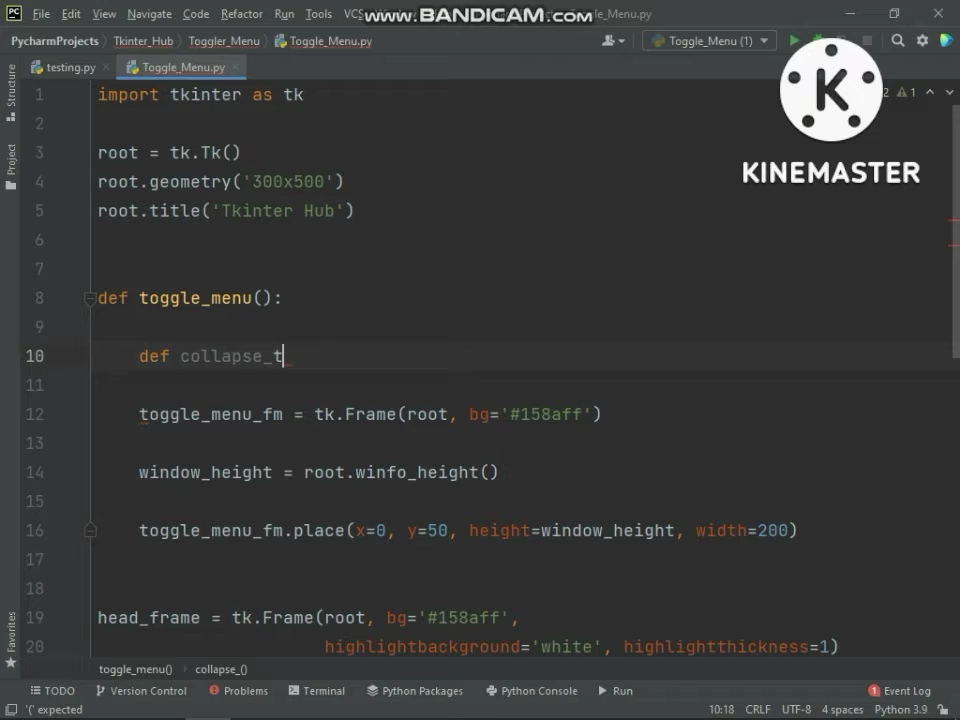 File Edit View Navigate Code Refactor Run Tools VCS www.BANDICAM.com Toggle_Menu.py
PycharmProjects Tkinter_Hub Toggler_Menu Toggle_Menu.py Toggle_Menu (1)
testing.py Toggle_Menu.py
Structure
Project
Favorites
K
KINEMASTER
2 1
1 import tkinter as tk
2
3 root = tk.Tk()
4 root.geometry('300x500')
5 root.title('Tkinter Hub')
6
7
8 def toggle_menu():
9
10 def collapse_t
11
12 toggle_menu_fm = tk.Frame(root, bg='#158aff')
13
14 window_height = root.winfo_height()
15
16 toggle_menu_fm.place(x=0, y=50, height=window_height, width=200)
17
18
19 head_frame = tk.Frame(root, bg='#158aff',
20 highlightbackground='white', highlightthickness=1)
toggle_menu() collapse_()
TODO Version Control Problems Terminal Python Packages Python Console Run 1 Event Log
'(' expected 10:18 CRLF UTF-8 4 spaces Python 3.9